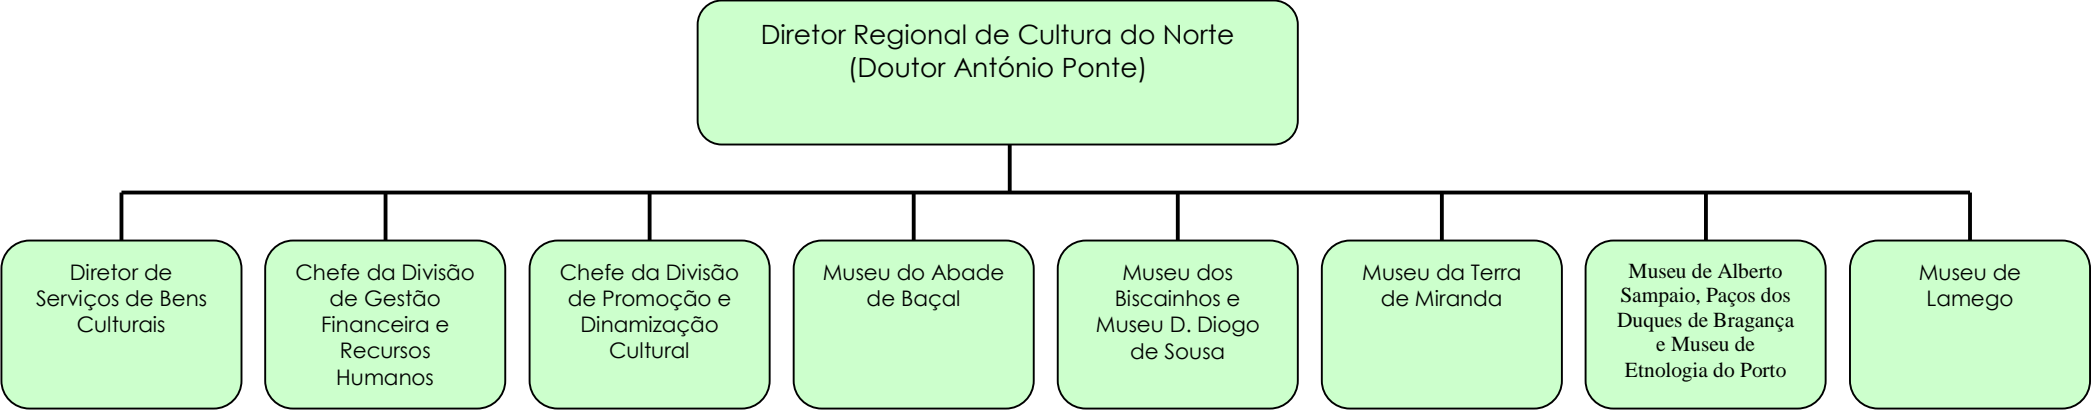 Diretor Regional de Cultura do Norte
(Doutor António Ponte)
Diretor de
Serviços de Bens
Culturais
Chefe da Divisão
de Gestão
Financeira e
Recursos
Humanos
Chefe da Divisão
de Promoção e
Dinamização
Cultural
Museu do Abade
de Baçal
Museu dos
Biscainhos e
Museu D. Diogo
de Sousa
Museu da Terra
de Miranda
Museu de Alberto
Sampaio, Paços dos
Duques de Bragança
e Museu de
Etnologia do Porto
Museu de
Lamego